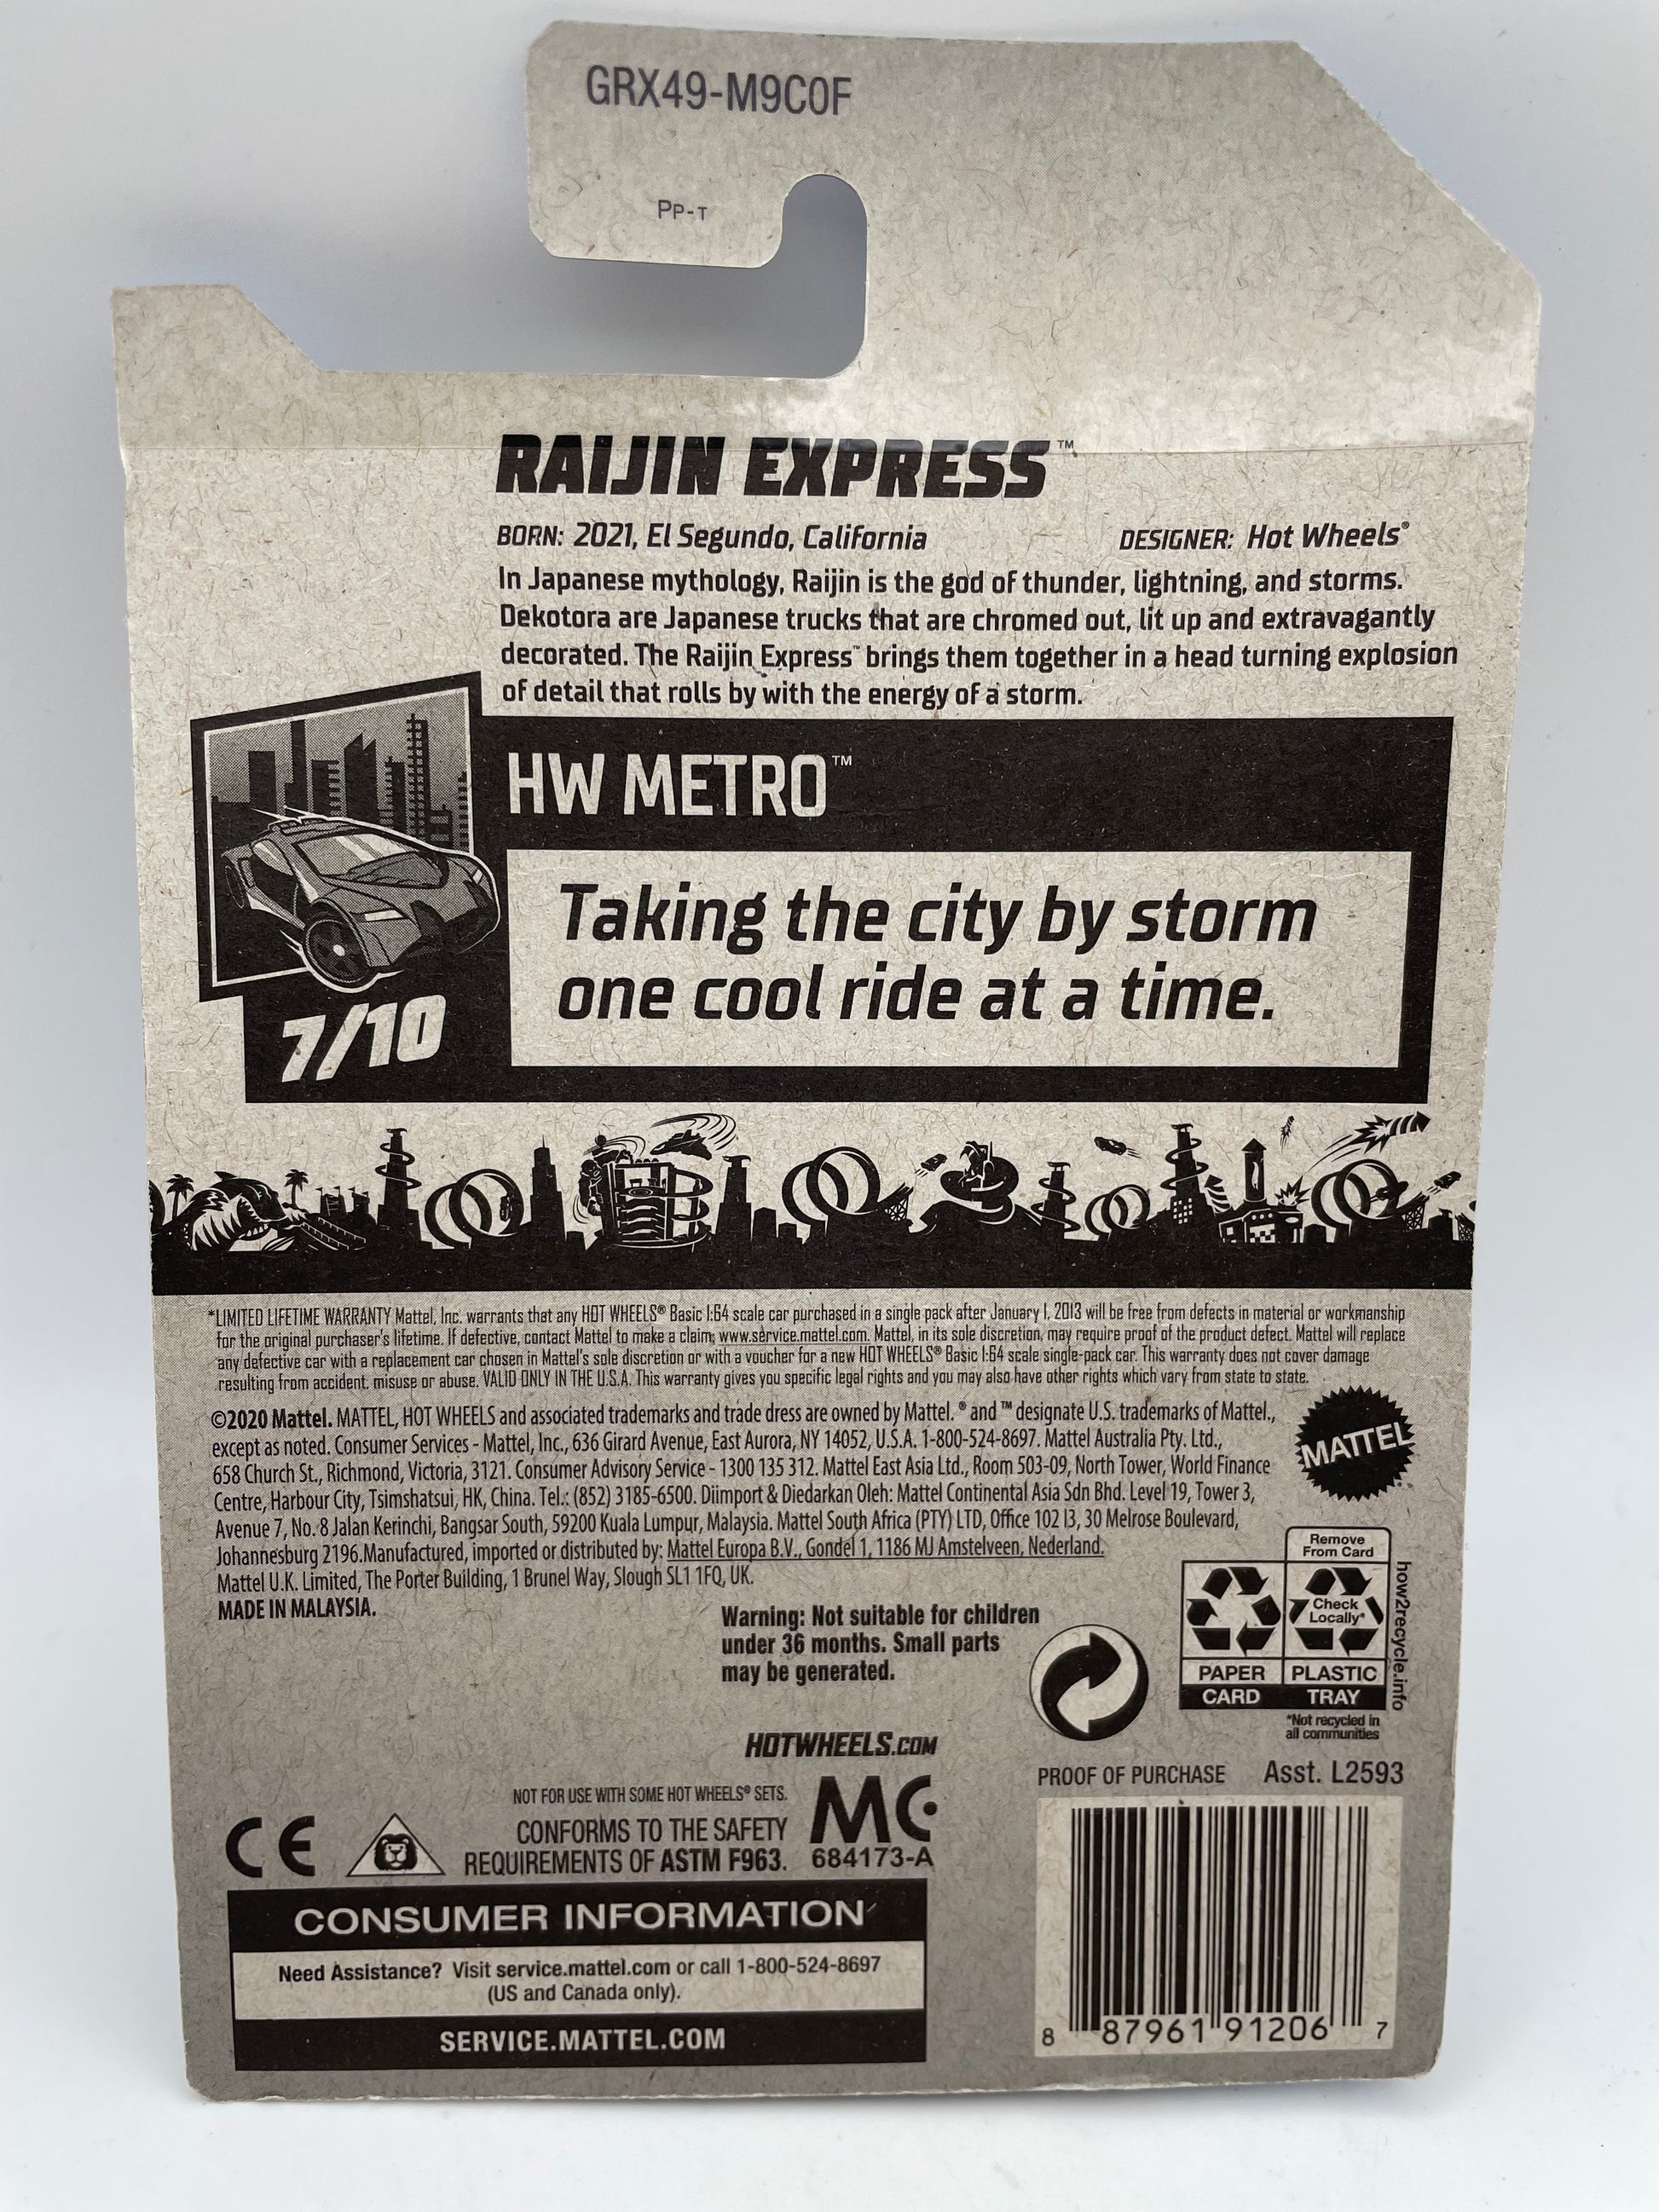 GRX49-M9C0F
PP-T
RAIJIN EXPRESS™
BORN: 2021, El Segundo, California DESIGNER: Hot Wheels®
In Japanese mythology, Raijin is the god of thunder, lightning, and storms.
Dekotora are Japanese trucks that are chromed out, lit up and extravagantly
decorated. The Raijin Express™ brings them together in a head turning explosion
of detail that rolls by with the energy of a storm.
HW METRO™
Taking the city by storm
one cool ride at a time.
7/10
*LIMITED LIFETIME WARRANTY Mattel, Inc. warrants that any HOT WHEELS® Basic 1:64 scale car purchased in a single pack after January 1, 2013 will be free from defects in material or workmanship
for the original purchaser's lifetime. If defective, contact Mattel to make a claim; www.service.mattel.com. Mattel, in its sole discretion, may require proof of the product defect. Mattel will replace
any defective car with a replacement car chosen in Mattel's sole discretion or with a voucher for a new HOT WHEELS® Basic 1:64 scale single-pack car. This warranty does not cover damage
resulting from accident, misuse or abuse. VALID ONLY IN THE U.S.A. This warranty gives you specific legal rights and you may also have other rights which vary from state to state.
©2020 Mattel. MATTEL, HOT WHEELS and associated trademarks and trade dress are owned by Mattel. ® and ™ designate U.S. trademarks of Mattel.,
except as noted. Consumer Services - Mattel, Inc., 636 Girard Avenue, East Aurora, NY 14052, U.S.A. 1-800-524-8697. Mattel Australia Pty. Ltd.,
658 Church St., Richmond, Victoria, 3121. Consumer Advisory Service - 1300 135 312. Mattel East Asia Ltd., Room 503-09, North Tower, World Finance
Centre, Harbour City, Tsimshatsui, HK, China. Tel.: (852) 3185-6500. Diimport & Diedarkan Oleh: Mattel Continental Asia Sdn Bhd. Level 19, Tower 3,
Avenue 7, No. 8 Jalan Kerinchi, Bangsar South, 59200 Kuala Lumpur, Malaysia. Mattel South Africa (PTY) LTD, Office 102 I3, 30 Melrose Boulevard,
Johannesburg 2196.Manufactured, imported or distributed by: Mattel Europa B.V., Gondel 1, 1186 MJ Amstelveen, Nederland.
Mattel U.K. Limited, The Porter Building, 1 Brunel Way, Slough SL1 1FQ, UK.
MADE IN MALAYSIA.
MATTEL
Warning: Not suitable for children
under 36 months. Small parts
may be generated.
Remove
From Card
Check
Locally*
PAPER PLASTIC
CARD TRAY
how2recycle.info
*Not recycled in
all communities
HOTWHEELS.COM
PROOF OF PURCHASE Asst. L2593
NOT FOR USE WITH SOME HOT WHEELS® SETS.
CE
CONFORMS TO THE SAFETY
REQUIREMENTS OF ASTM F963.
MC
684173-A
CONSUMER INFORMATION
Need Assistance? Visit service.mattel.com or call 1-800-524-8697
(US and Canada only).
SERVICE.MATTEL.COM
8 87961 91206 7